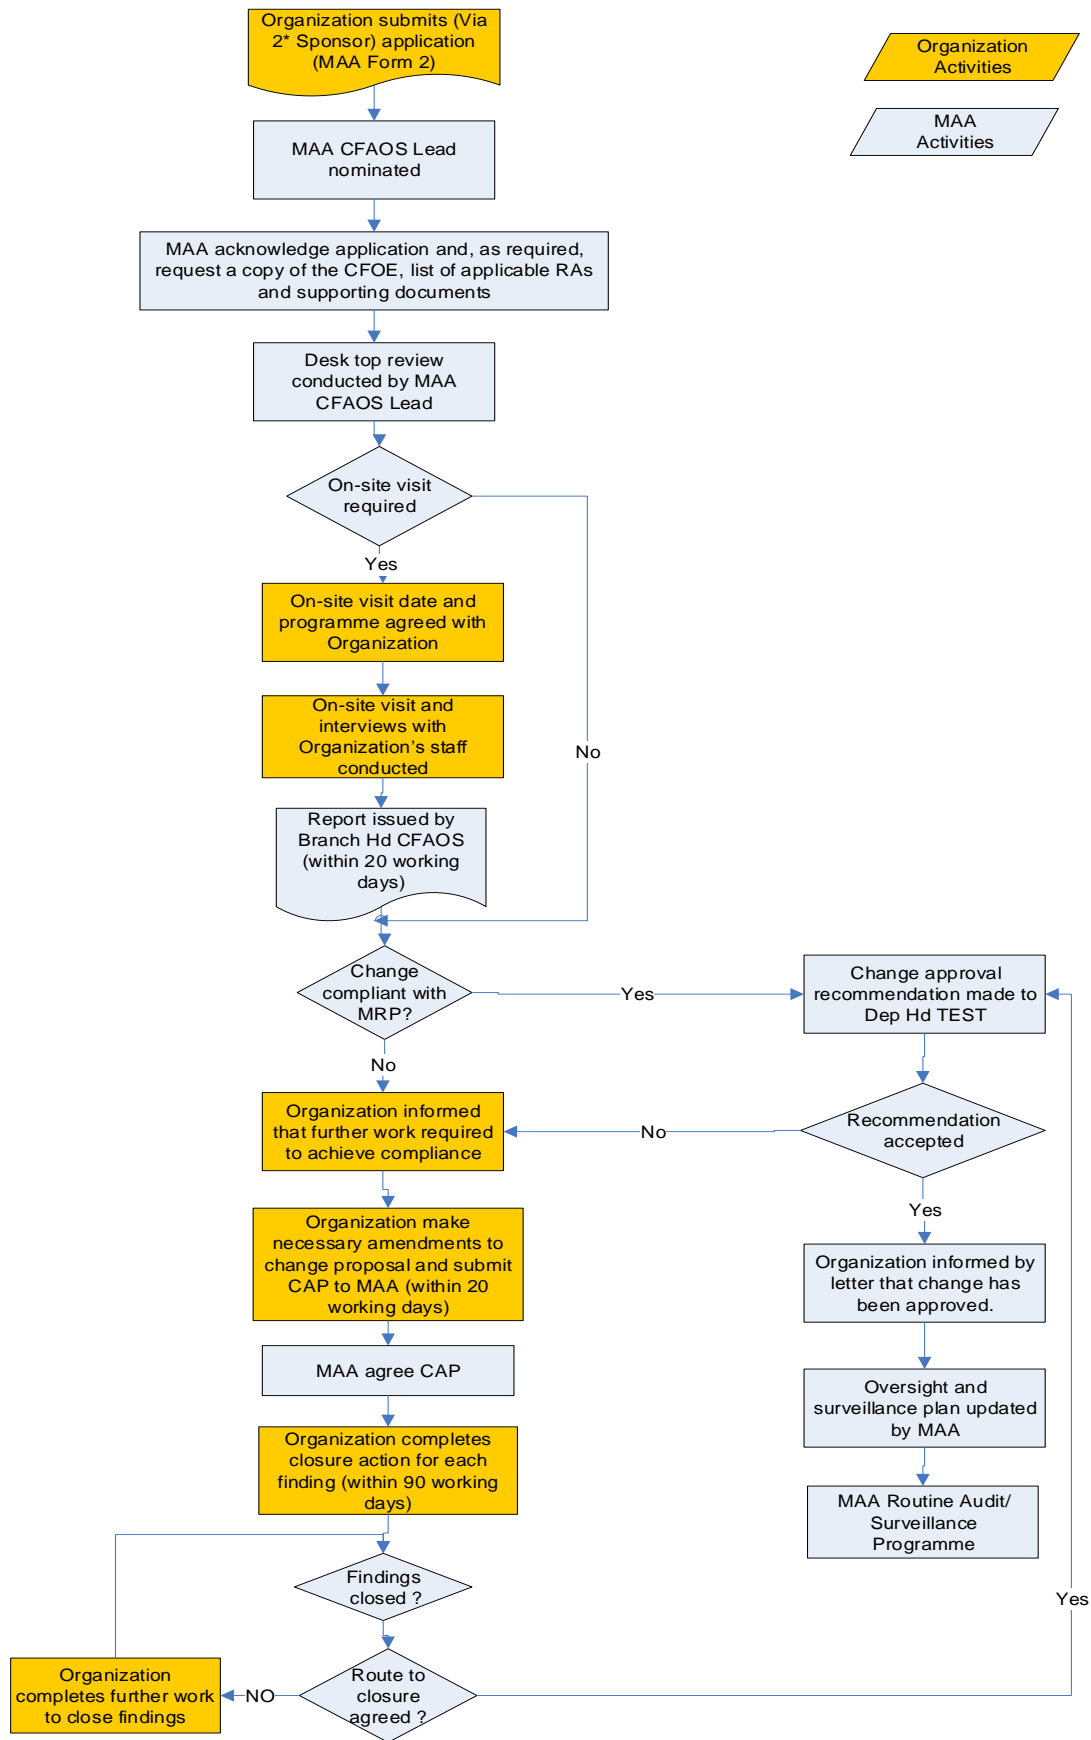 Organization submits (Via
2* Sponsor) application
(MAA Form 2)
Organization
Activities
MAA
Activities
MAA CFAOS Lead
nominated
MAA acknowledge application and, as required,
request a copy of the CFOE, list of applicable RAs
and supporting documents
Desk top review
conducted by MAA
CFAOS Lead
On-site visit
required
Yes
On-site visit date and
programme agreed with
Organization
On-site visit and
interviews with
Organization's staff
conducted
No
Report issued by
Branch Hd CFAOS
(within 20 working
days)
Change
compliant with
MRP?
Yes
Change approval
recommendation made to
Dep Hd TEST
No
Organization informed
that further work required
to achieve compliance
No
Recommendation
accepted
Yes
Organization make
necessary amendments to
change proposal and submit
CAP to MAA (within 20
working days)
Organization informed by
letter that change has
been approved.
MAA agree CAP
Oversight and
surveillance plan updated
by MAA
Organization completes
closure action for each
finding (within 90 working
days)
MAA Routine Audit/
Surveillance
Programme
Findings
closed ?
Yes
Organization
completes further work
to close findings
NO
Route to
closure
agreed ?